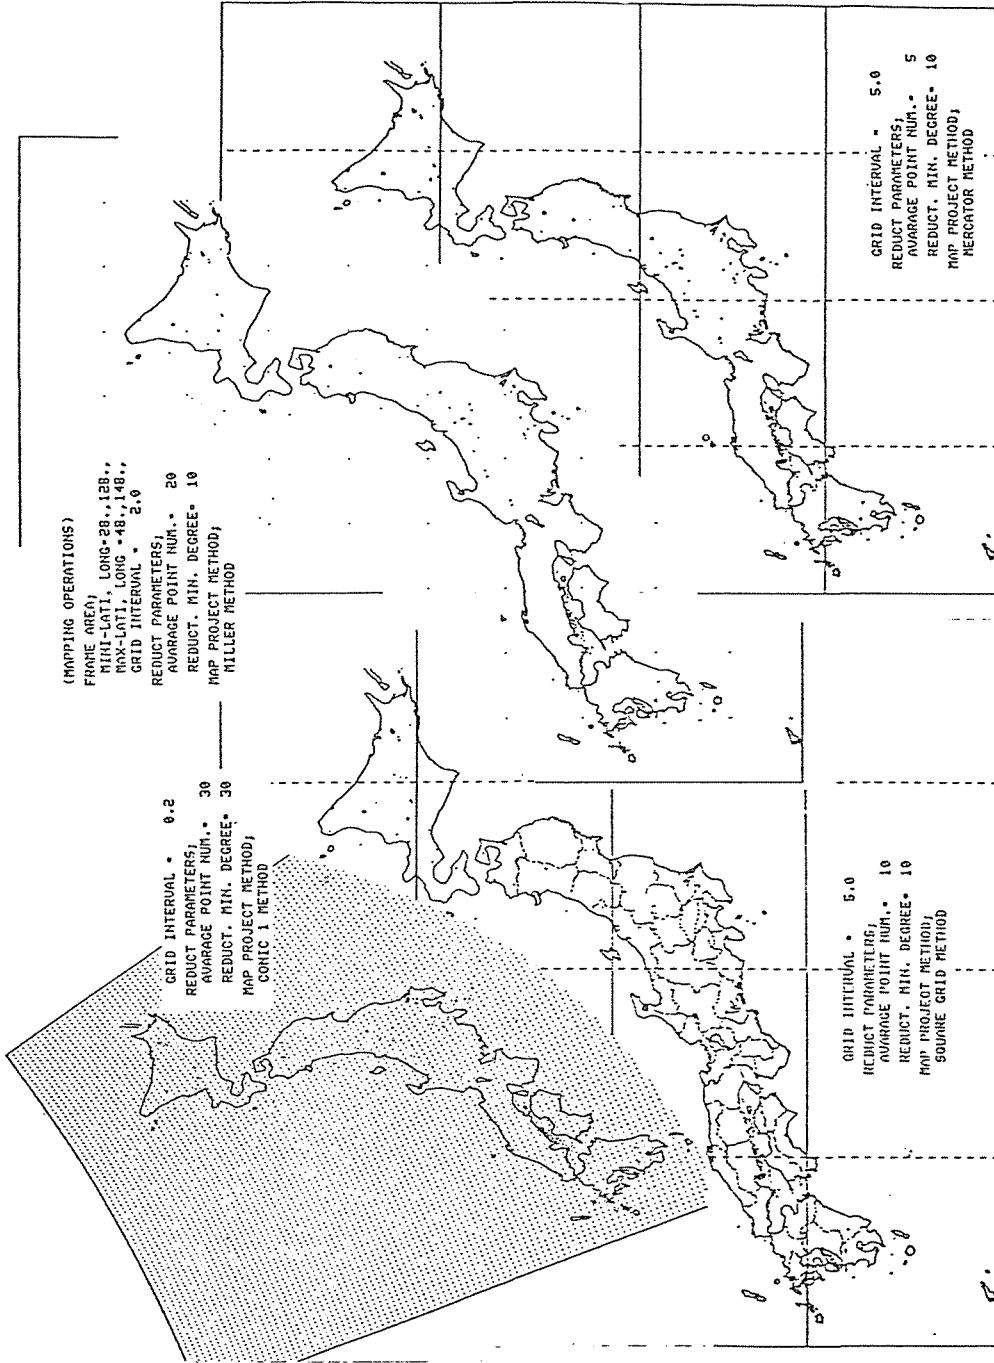 (MAPPING OPERATIONS)
FRAME AREA;
MINI-LATI, LONG=28.,128.,
MAX-LATI, LONG =48.,148.,
GRID INTERVAL = 2.0
REDUCT PARAMETERS;
AVARAGE POINT NUM.= 20
REDUCT. MIN. DEGREE= 10
MAP PROJECT METHOD;
MILLER METHOD
GRID INTERVAL = 0.2
REDUCT PARAMETERS;
AVARAGE POINT NUM.= 30
REDUCT. MIN. DEGREE= 30
MAP PROJECT METHOD;
CONIC 1 METHOD
GRID INTERVAL = 5.0
REDUCT PARAMETERS;
AVARAGE POINT NUM.= 5
REDUCT. MIN. DEGREE= 10
MAP PROJECT METHOD;
MERCATOR METHOD
GRID INTERVAL = 5.0
REDUCT PARAMETERS;
AVARAGE POINT NUM.= 10
REDUCT. MIN. DEGREE= 10
MAP PROJECT METHOD;
SQUARE GRID METHOD